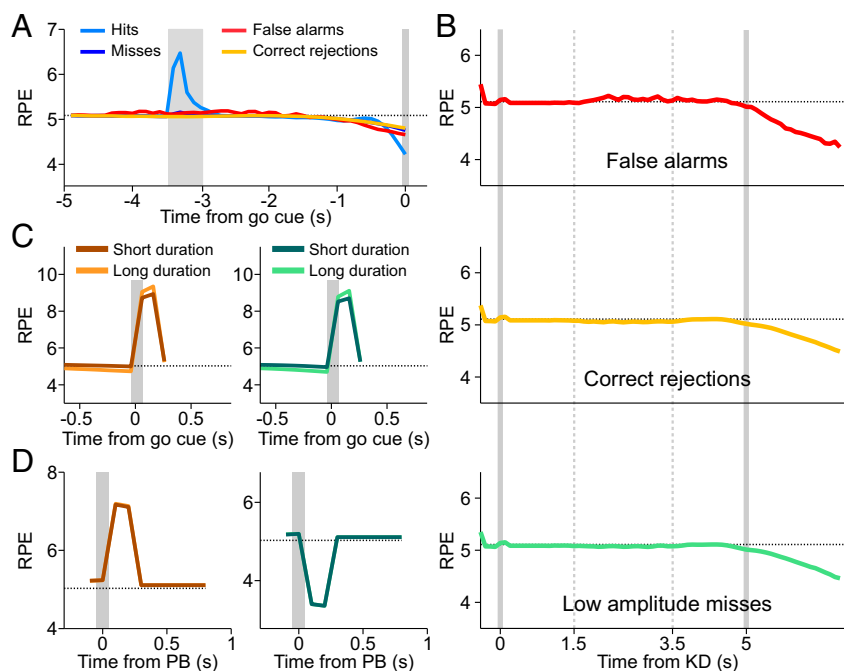 A
7
6
5
4
RPE
Hits
Misses
False alarms
Correct rejections
-5
-4
-3
-2
-1
0
Time from go cue (s)
B
6
5
4
RPE
False alarms
6
5
4
RPE
Correct rejections
6
5
4
RPE
Low amplitude misses
0
1.5
3.5
5
Time from KD (s)
C
10
8
6
4
RPE
Short duration
Long duration
-0.5
0
0.5
Time from go cue (s)
10
8
6
4
Short duration
Long duration
-0.5
0
0.5
Time from go cue (s)
D
8
6
4
RPE
0
0.5
1
Time from PB (s)
6
4
0
0.5
1
Time from PB (s)